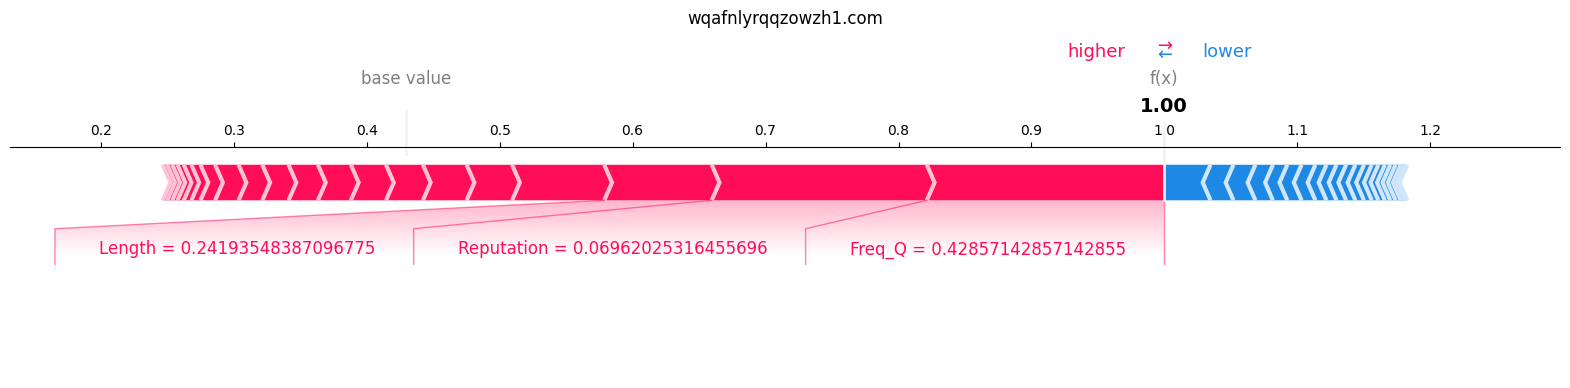 wqafnlyrqqzowzh1.com
higher ⇄ lower
base value f(x)
1.00
0.2 0.3 0.4 0.5 0.6 0.7 0.8 0.9 1.0 1.1 1.2
Length = 0.24193548387096775 Reputation = 0.06962025316455696 Freq_Q = 0.42857142857142855